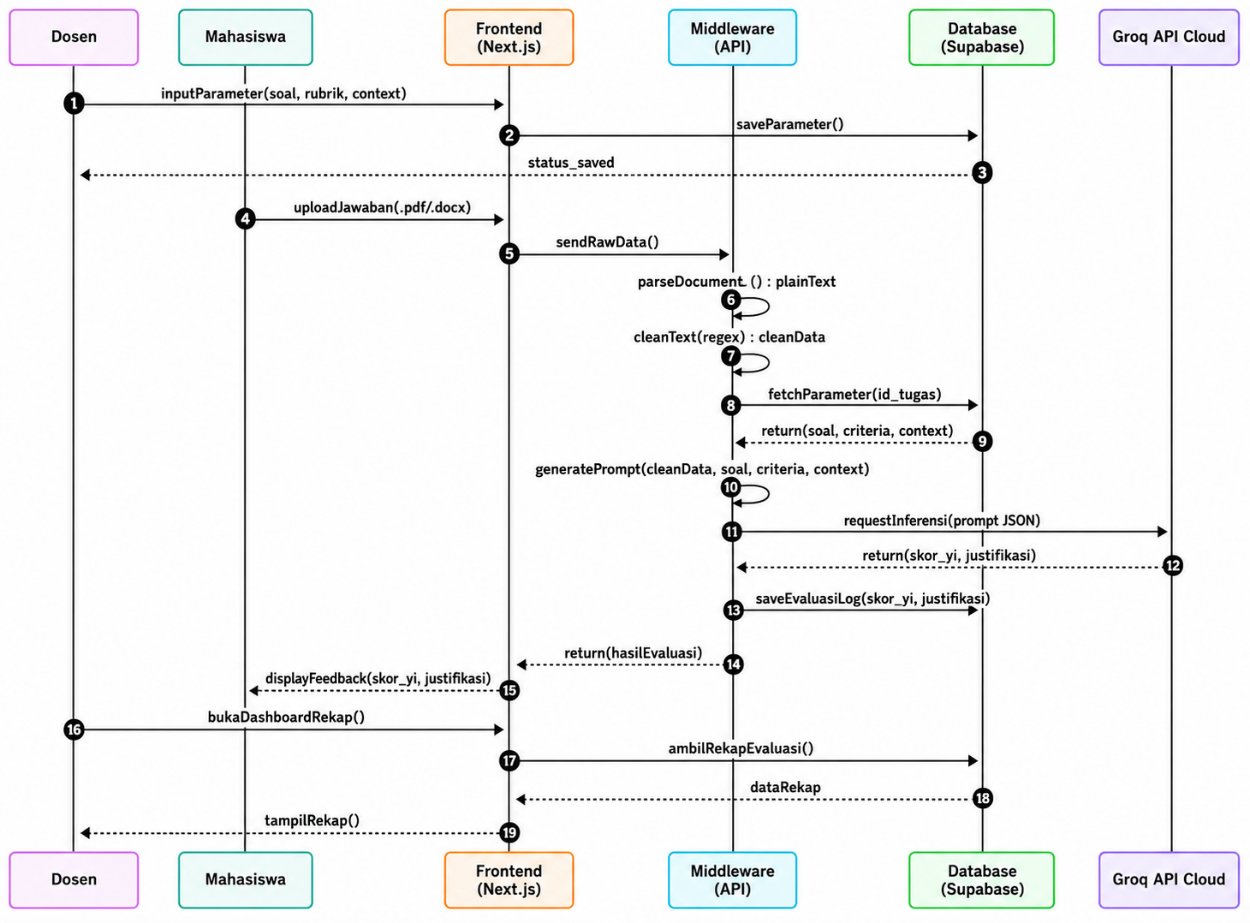 Dosen
Mahasiswa
Frontend
(Next.js)
Middleware
(API)
Database
(Supabase)
Groq API Cloud
1
inputParameter(soal, rubrik, context)
2
saveParameter()
status_saved
3
4
uploadJawaban(.pdf/.docx)
5
sendRawData()
parseDocument_() : plainText
6
cleanText(regex) : cleanData
7
8
fetchParameter(id_tugas)
return(soal, criteria, context)
9
generatePrompt(cleanData, soal, criteria, context)
10
11
requestInferensi(prompt JSON)
return(skor_yi, justifikasi)
12
13
saveEvaluasiLog(skor_yi, justifikasi)
return(hasilEvaluasi)
14
displayFeedback(skor_yi, justifikasi)
15
16
bukaDashboardRekap()
17
ambilRekapEvaluasi()
dataRekap
18
tampilRekap()
19
Dosen
Mahasiswa
Frontend
(Next.js)
Middleware
(API)
Database
(Supabase)
Groq API Cloud